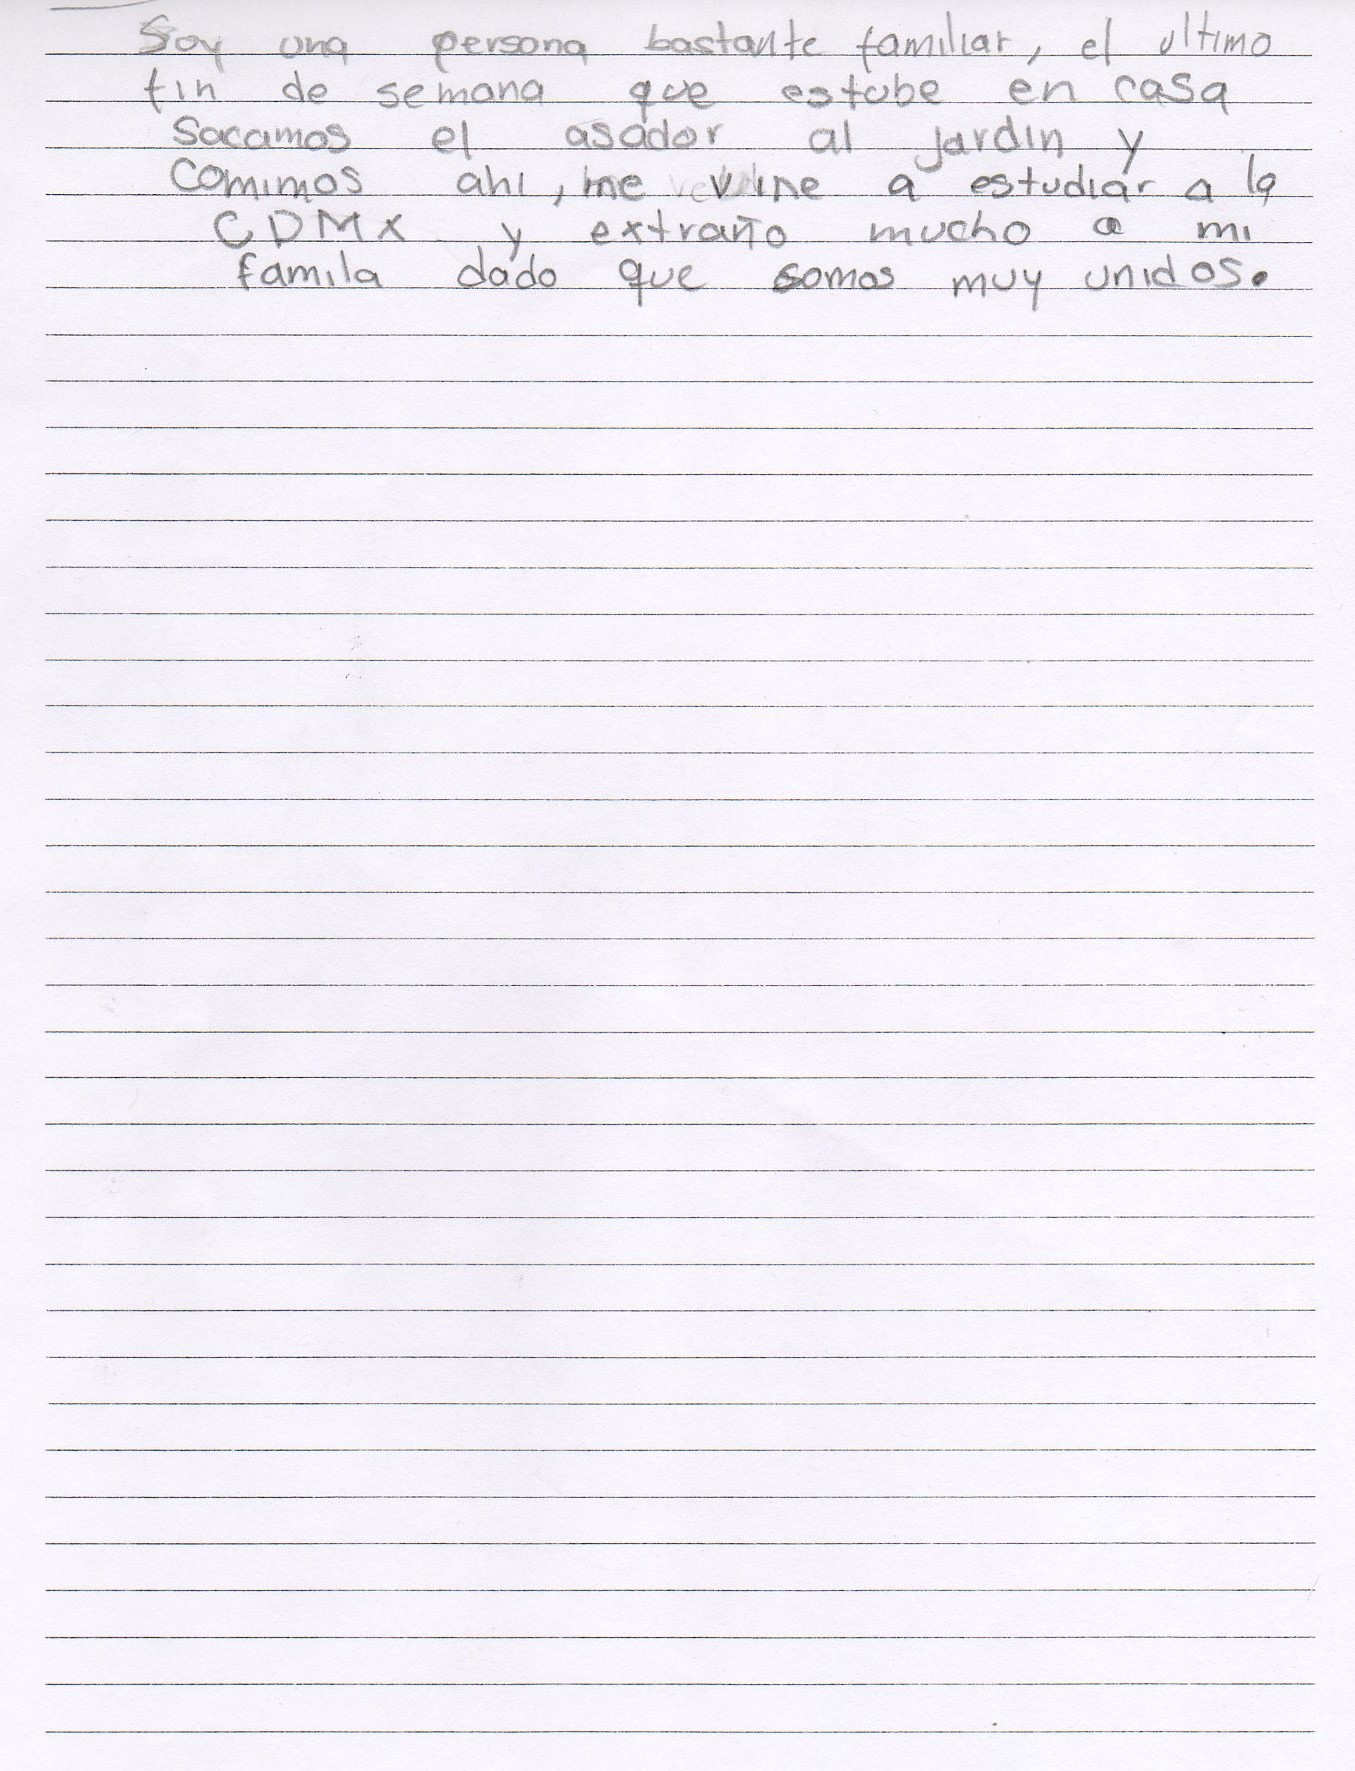 Soy una persona bastante familiar, el ultimo
fin de semana que estube en casa
sacamos el asador al jardin y
comimos ahi, me vine a estudiar a la
CDMX y extraño mucho a mi
famila dado que somos muy unidos.